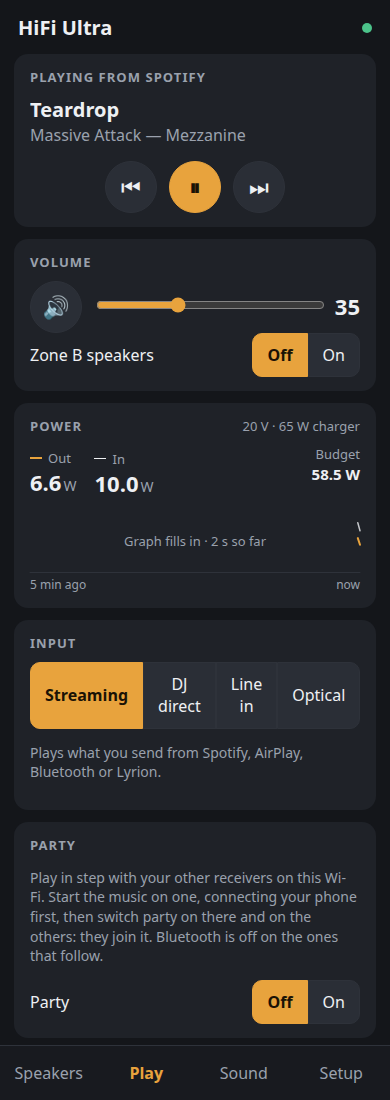 HiFi Ultra
PLAYING FROM SPOTIFY
Teardrop
Massive Attack — Mezzanine
VOLUME
35
Zone B speakers
Off
On
POWER
20 V · 65 W charger
Out
In
Budget
6.6 W
10.0 W
58.5 W
Graph fills in · 2 s so far
5 min ago
now
INPUT
Streaming
DJ
direct
Line
in
Optical
Plays what you send from Spotify, AirPlay,
Bluetooth or Lyrion.
PARTY
Play in step with your other receivers on this Wi-
Fi. Start the music on one, connecting your phone
first, then switch party on there and on the
others: they join it. Bluetooth is off on the ones
that follow.
Party
Off
On
Speakers
Play
Sound
Setup